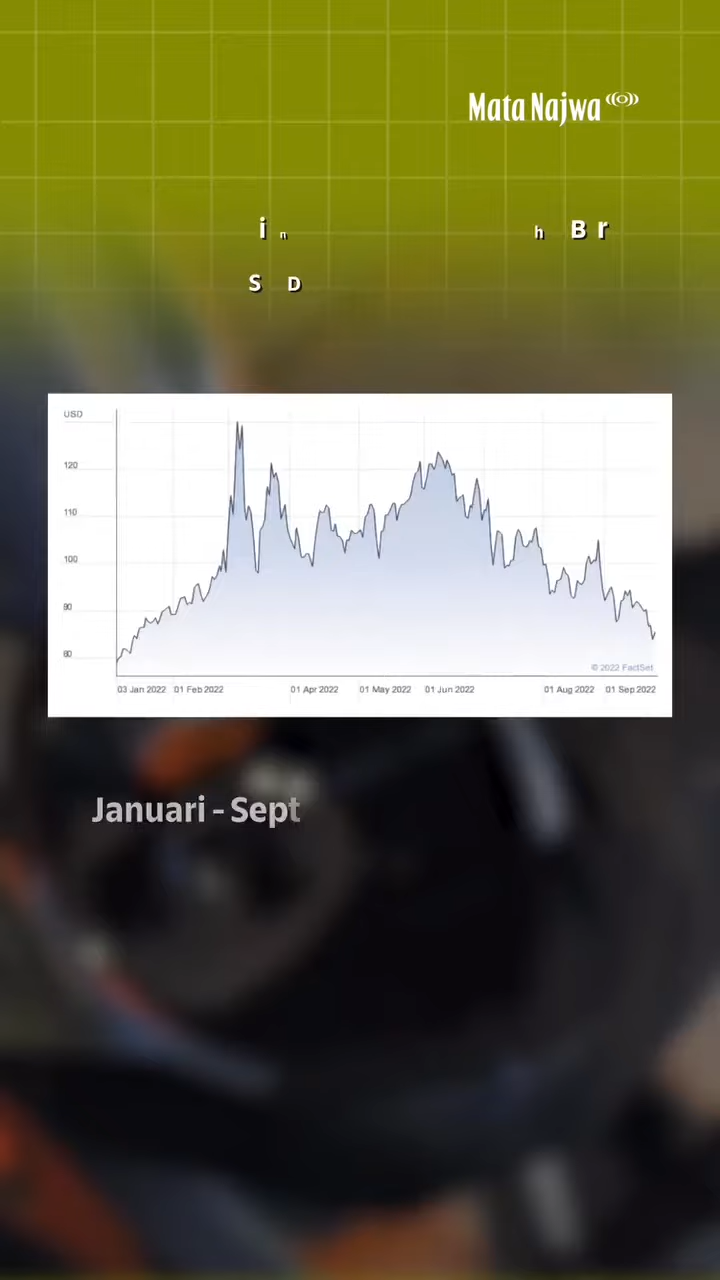 Mata Najwa
i n h B r
S D
USD
120
110
100
90
80
© 2022 FactSet
03 Jan 2022 01 Feb 2022 01 Apr 2022 01 May 2022 01 Jun 2022 01 Aug 2022 01 Sep 2022
Januari - Sept